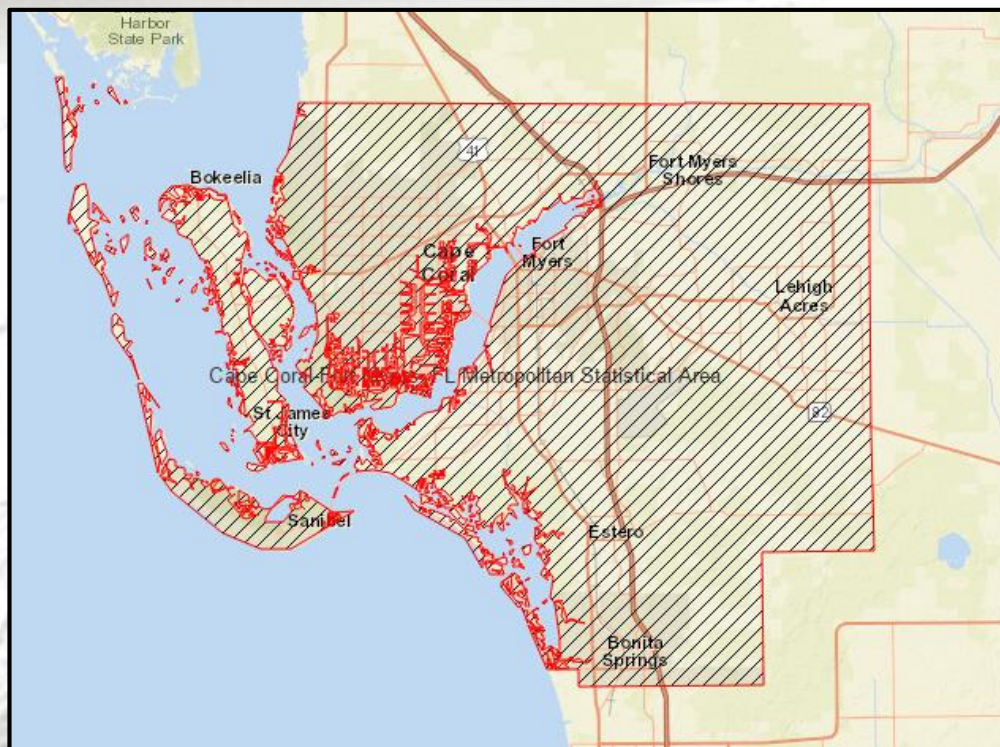 Harbor
State Park
41
Fort Myers
Shores
Bokeelia
Cape
Coral
Fort
Myers
Lehigh
Acres
Cape Coral-Fort Myers, FL Metropolitan Statistical Area
St James
City
82
Sanibel
Estero
Bonita
Springs